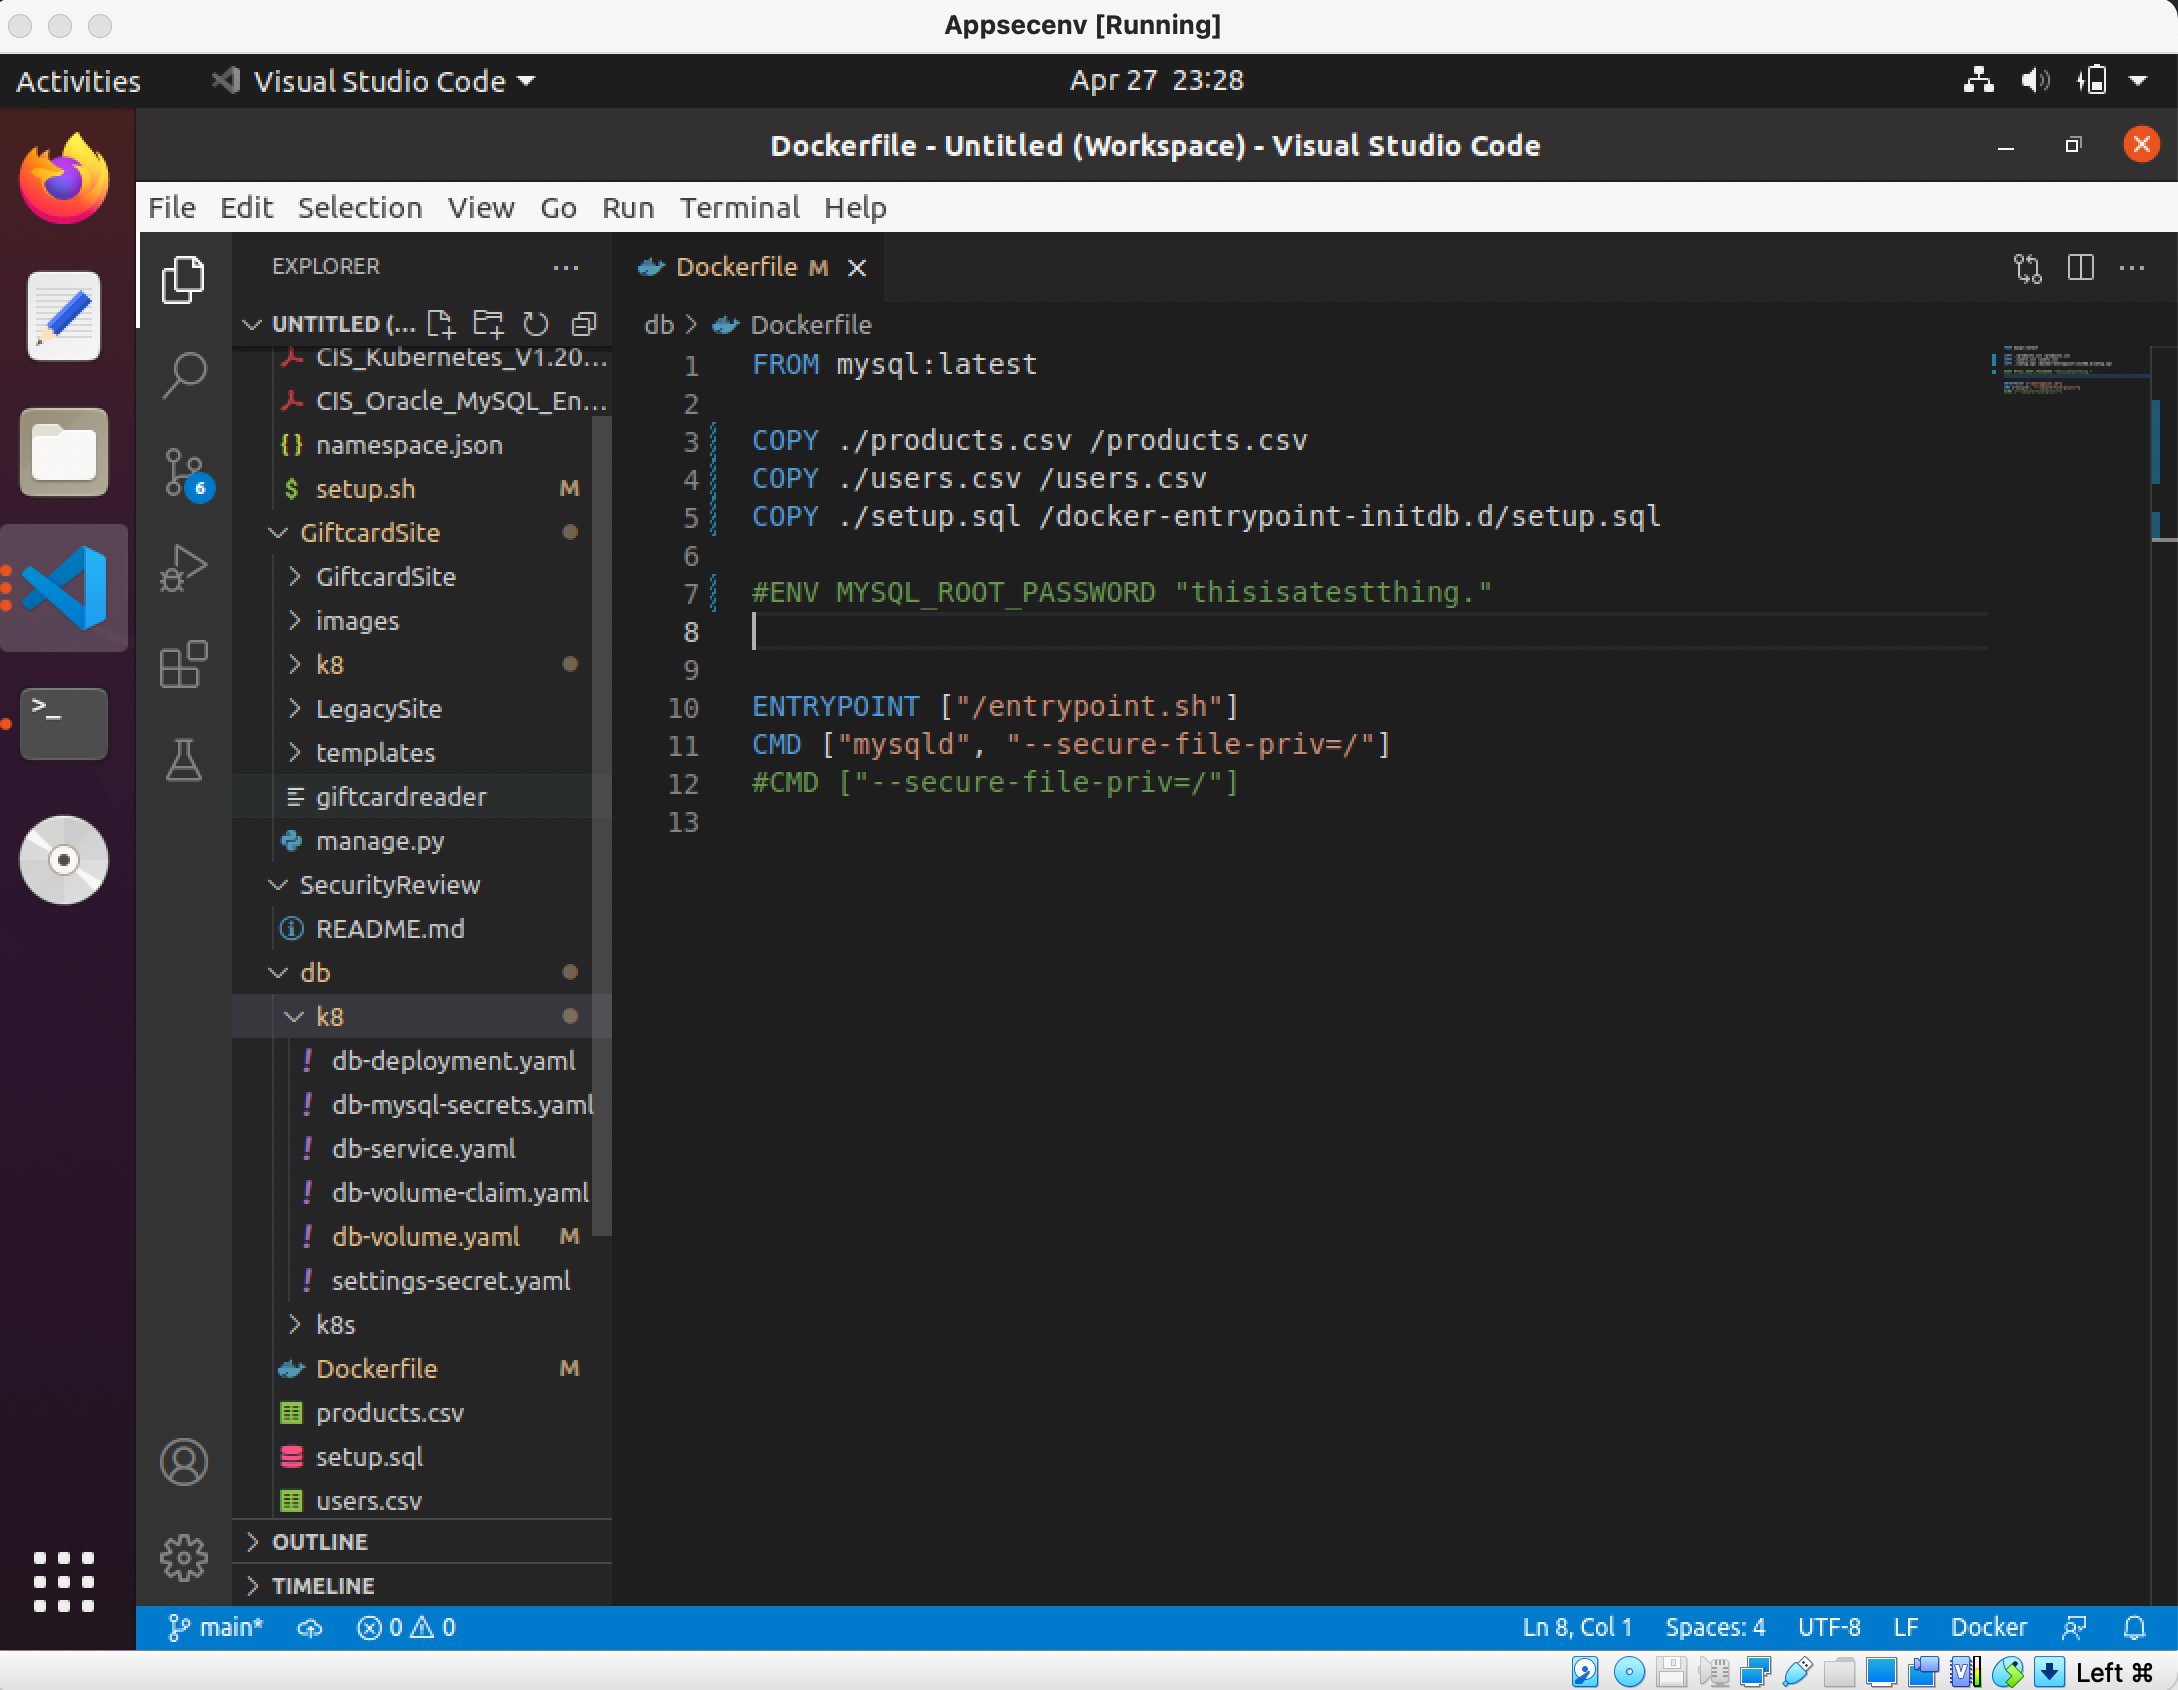 Appsecenv [Running]
Activities
Visual Studio Code
Apr 27 23:28
Dockerfile - Untitled (Workspace) - Visual Studio Code
File Edit Selection View Go Run Terminal Help
EXPLORER
UNTITLED (...
CIS_Kubernetes_V1.20...
CIS_Oracle_MySQL_En...
{} namespace.json
$ setup.sh M
GiftcardSite
GiftcardSite
images
k8
LegacySite
templates
giftcardreader
manage.py
SecurityReview
README.md
db
k8
! db-deployment.yaml
! db-mysql-secrets.yaml
! db-service.yaml
! db-volume-claim.yaml
! db-volume.yaml M
! settings-secret.yaml
k8s
Dockerfile M
products.csv
setup.sql
users.csv
OUTLINE
TIMELINE
6
Dockerfile M
db > Dockerfile
1 FROM mysql:latest
2
3 COPY ./products.csv /products.csv
4 COPY ./users.csv /users.csv
5 COPY ./setup.sql /docker-entrypoint-initdb.d/setup.sql
6
7 #ENV MYSQL_ROOT_PASSWORD "thisisatestthing."
8
9
10 ENTRYPOINT ["/entrypoint.sh"]
11 CMD ["mysqld", "--secure-file-priv=/"]
12 #CMD ["--secure-file-priv=/"]
13
main* 0 0
Ln 8, Col 1 Spaces: 4 UTF-8 LF Docker
Left ⌘